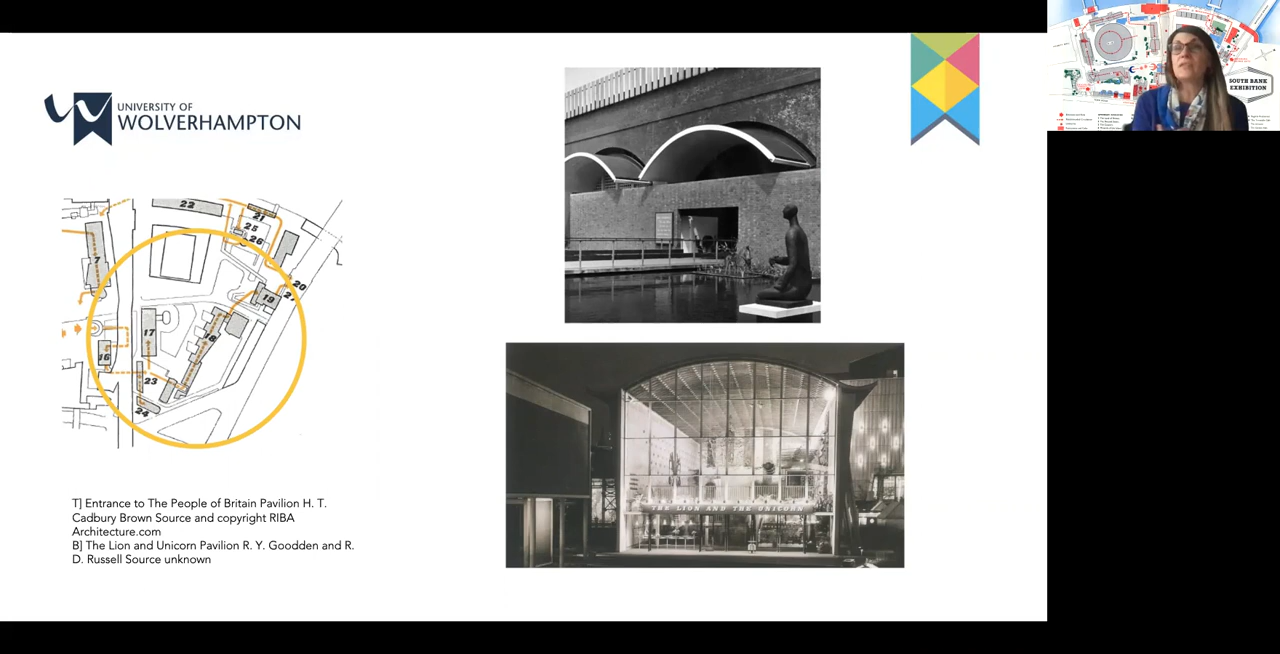 UNIVERSITY OF
WOLVERHAMPTON
22
21
25
26
7
20
19
17
18
16
23
24
THE LION AND THE UNICORN
T] Entrance to The People of Britain Pavilion H. T.
Cadbury Brown Source and copyright RIBA
Architecture.com
B] The Lion and Unicorn Pavilion R. Y. Goodden and R.
D. Russell Source unknown
SOUTH BANK
EXHIBITION